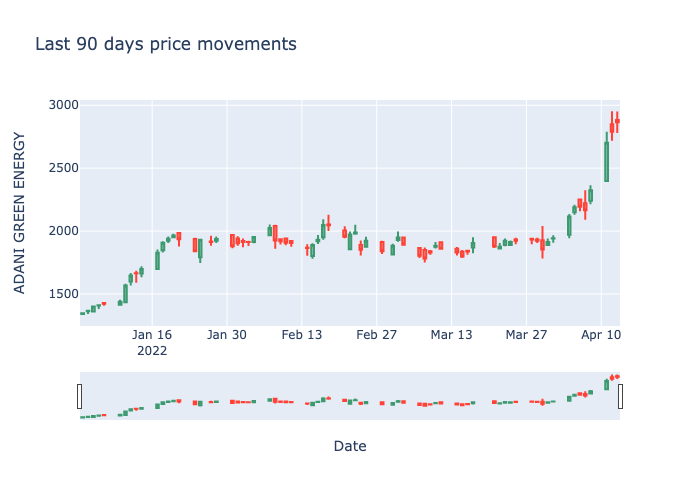 Last 90 days price movements
ADANI GREEN ENERGY
3000
2500
2000
1500
Jan 16 Jan 30 Feb 13 Feb 27 Mar 13 Mar 27 Apr 10
2022
Date